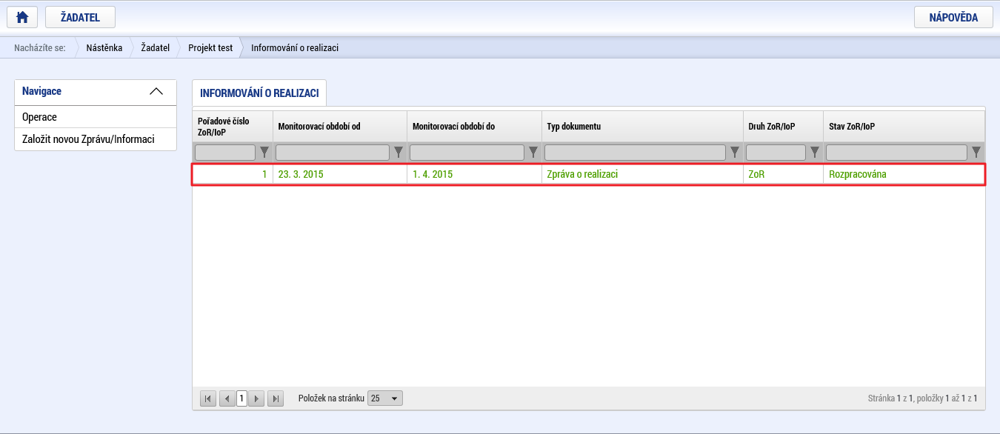 ŽADATEL
NÁPOVĚDA
Nacházíte se: Nástěnka Žadatel Projekt test Informování o realizaci
Navigace
Operace
Založit novou Zprávu/Informaci
INFORMOVÁNÍ O REALIZACI
Pořadové číslo
ZoR/IoP
Monitorovací období od
Monitorovací období do
Typ dokumentu
Druh ZoR/IoP
Stav ZoR/IoP
1 23. 3. 2015 1. 4. 2015 Zpráva o realizaci ZoR Rozpracována
1 Položek na stránku 25 Stránka 1 z 1, položky 1 až 1 z 1